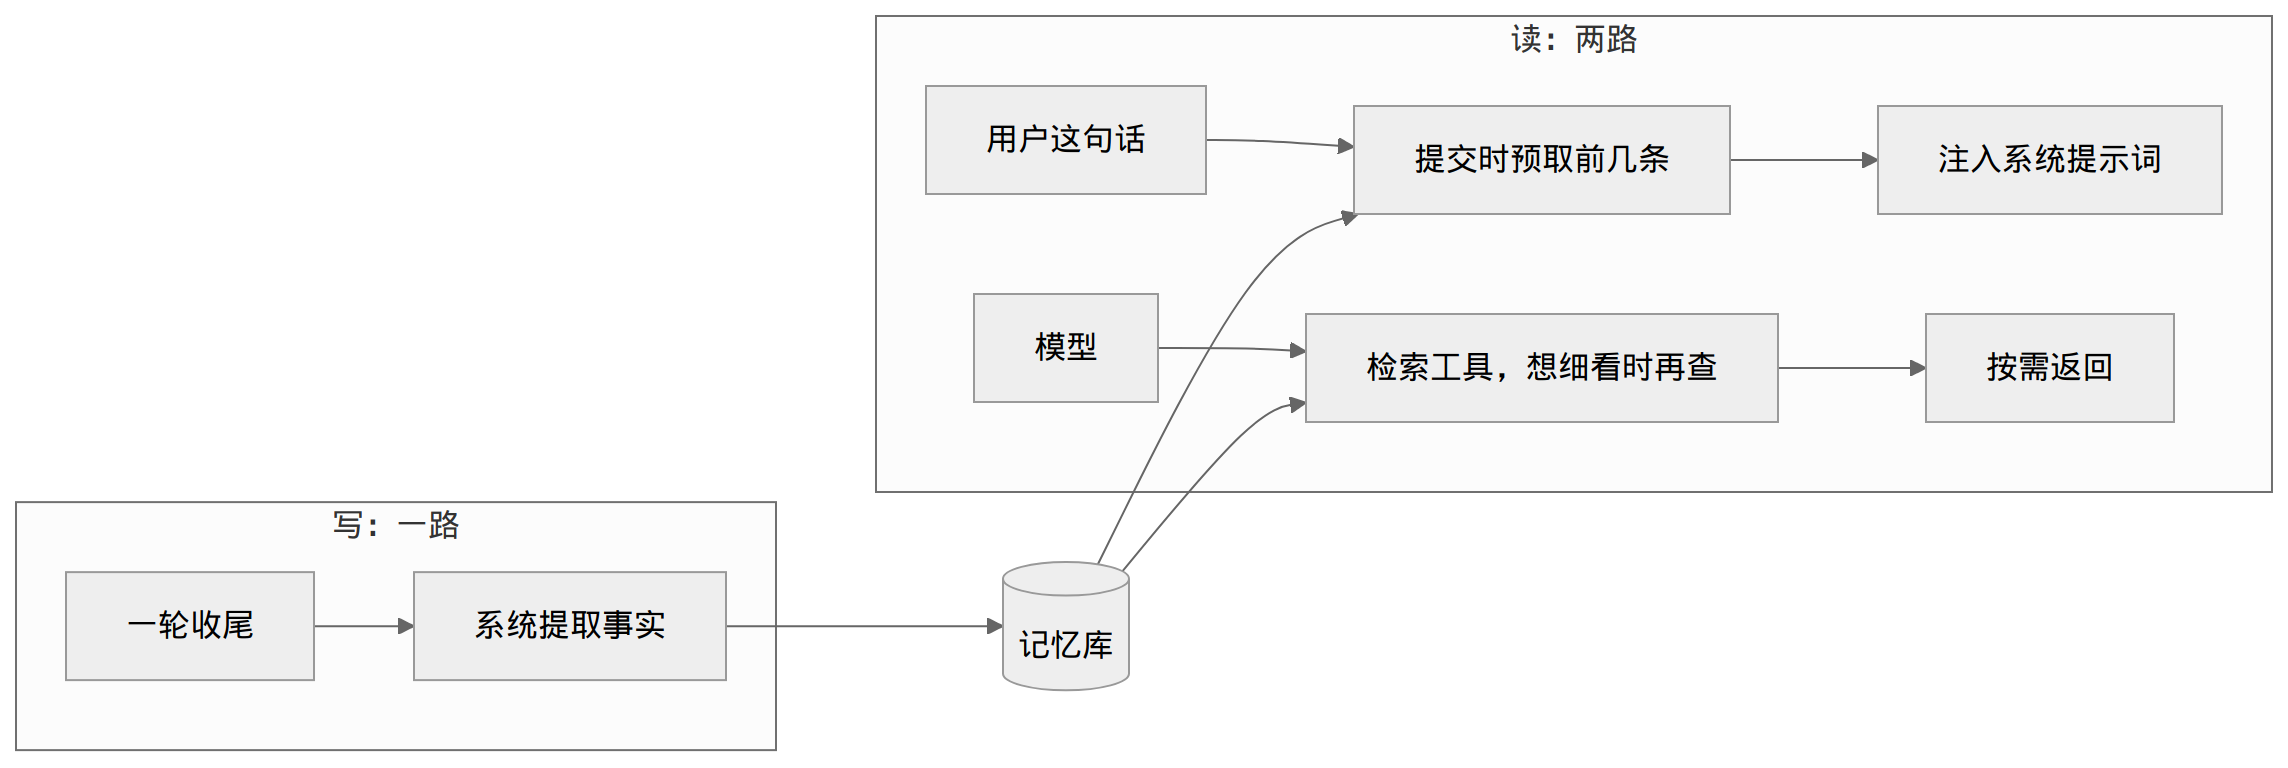 读：两路
用户这句话
提交时预取前几条
注入系统提示词
模型
检索工具，想细看时再查
按需返回
写：一路
一轮收尾
系统提取事实
记忆库